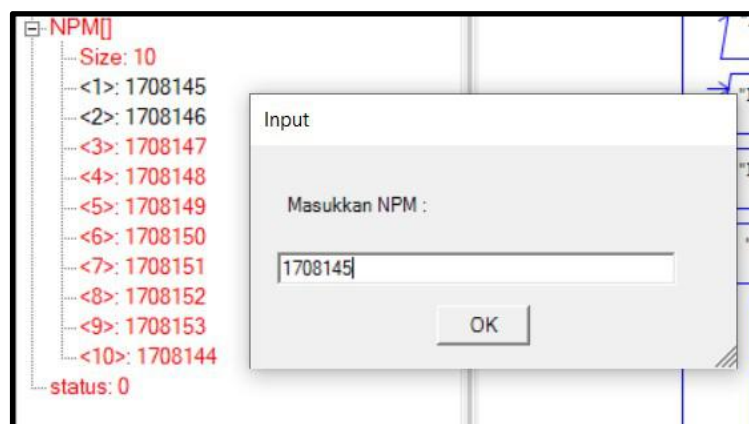 NPM[]
Size: 10
<1>: 1708145
<2>: 1708146
<3>: 1708147
<4>: 1708148
<5>: 1708149
<6>: 1708150
<7>: 1708151
<8>: 1708152
<9>: 1708153
<10>: 1708144
status: 0
Input
Masukkan NPM :
1708145
OK